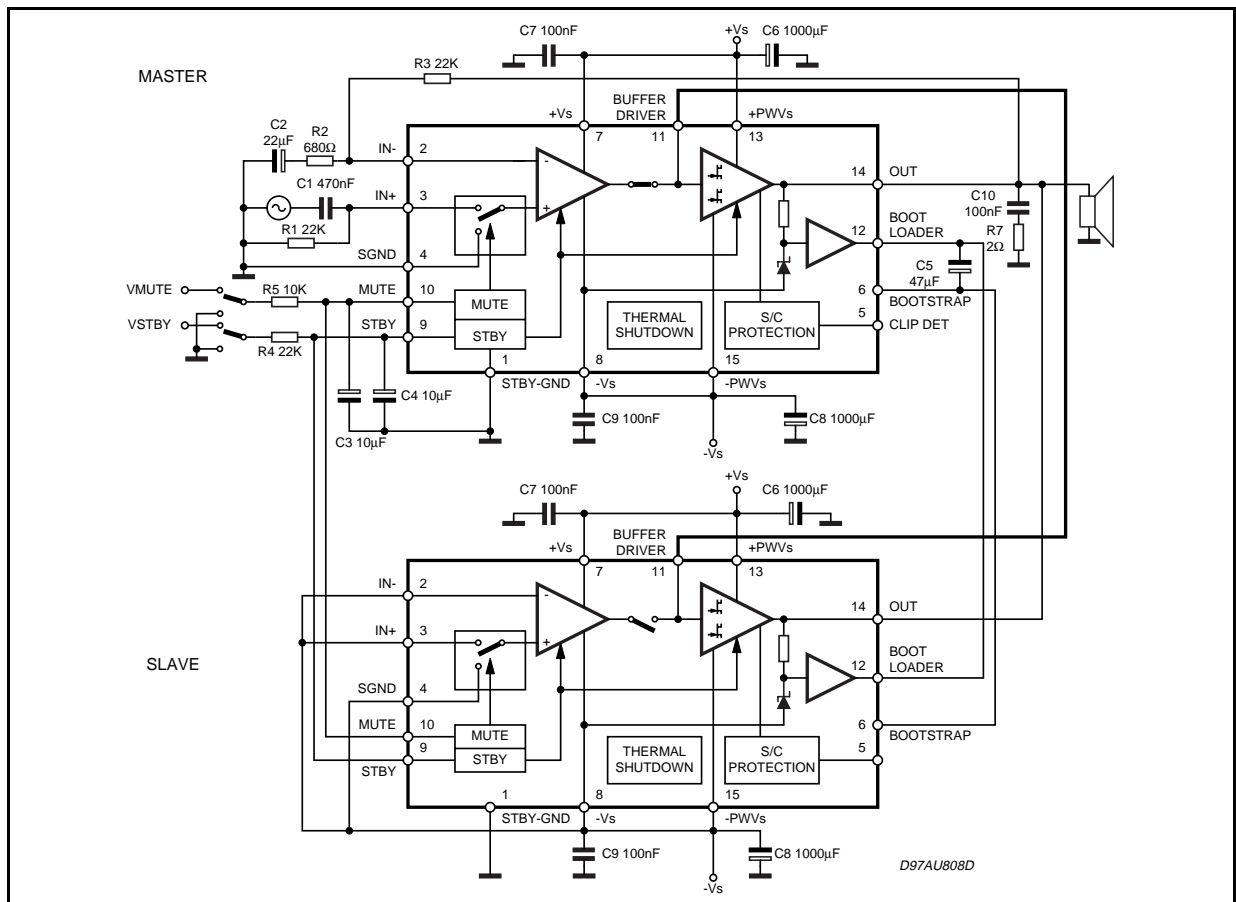 C7 100nF
+Vs
C6 1000μF
MASTER
R3 22K
BUFFER
DRIVER
+Vs
+PWVs
7
11
13
C2
22μF
R2
680Ω
IN-
2
-
C1 470nF
IN+
3
+
14
OUT
C10
100nF
R1 22K
BOOT
LOADER
12
R7
2Ω
SGND
4
C5
47μF
VMUTE
R5 10K
MUTE
10
MUTE
6
BOOTSTRAP
VSTBY
STBY
9
STBY
THERMAL
SHUTDOWN
S/C
PROTECTION
5
CLIP DET
R4 22K
1
8
15
STBY-GND
-Vs
-PWVs
C4 10μF
C9 100nF
C8 1000μF
C3 10μF
-Vs
+Vs
C7 100nF
C6 1000μF
BUFFER
DRIVER
+Vs
+PWVs
7
11
13
IN-
2
-
14
OUT
IN+
3
+
SLAVE
BOOT
LOADER
12
SGND
4
MUTE
10
MUTE
6
BOOTSTRAP
9
STBY
STBY
THERMAL
SHUTDOWN
S/C
PROTECTION
5
1
8
15
STBY-GND
-Vs
-PWVs
C9 100nF
C8 1000μF
D97AU808D
-Vs